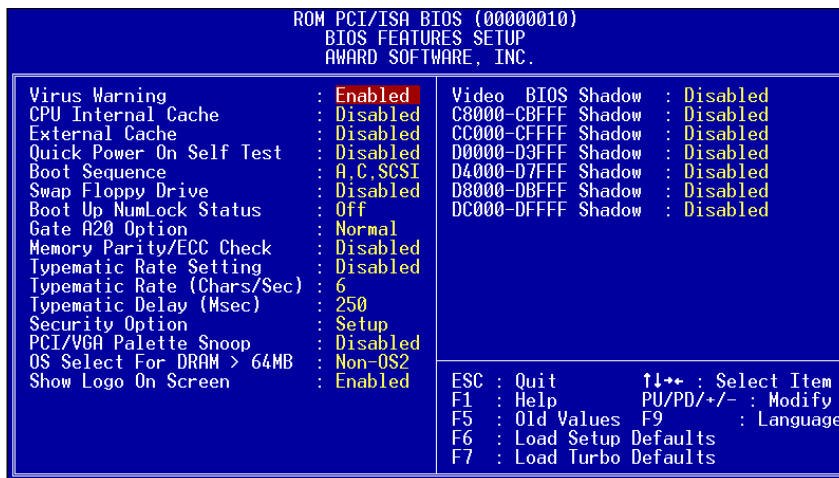 ROM PCI/ISA BIOS (00000010)
BIOS FEATURES SETUP
AWARD SOFTWARE, INC.
Virus Warning : Enabled
CPU Internal Cache : Disabled
External Cache : Disabled
Quick Power On Self Test : Disabled
Boot Sequence : A,C,SCSI
Swap Floppy Drive : Disabled
Boot Up NumLock Status : Off
Gate A20 Option : Normal
Memory Parity/ECC Check : Disabled
Typematic Rate Setting : Disabled
Typematic Rate (Chars/Sec) : 6
Typematic Delay (Msec) : 250
Security Option : Setup
PCI/VGA Palette Snoop : Disabled
OS Select For DRAM > 64MB : Non-OS2
Show Logo On Screen : Enabled
Video BIOS Shadow : Disabled
C8000-CBFFF Shadow : Disabled
CC000-CFFFF Shadow : Disabled
D0000-D3FFF Shadow : Disabled
D4000-D7FFF Shadow : Disabled
D8000-DBFFF Shadow : Disabled
DC000-DFFFF Shadow : Disabled
ESC : Quit ↑↓→← : Select Item
F1 : Help PU/PD/+/- : Modify
F5 : Old Values F9 : Language
F6 : Load Setup Defaults
F7 : Load Turbo Defaults